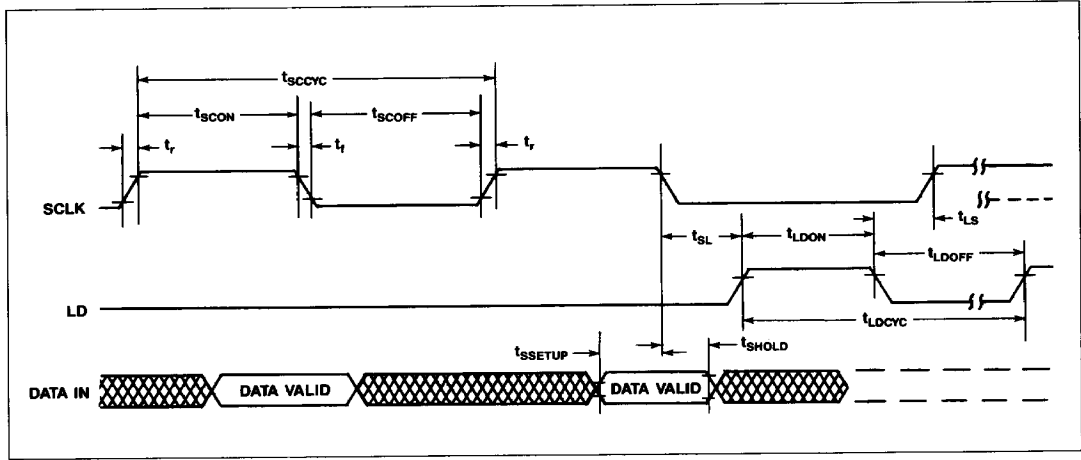 tSCCYC
tSCON
tSCOFF
tr
tf
tr
SCLK
tSL
tLDON
tLS
tLDOFF
LD
tLDCYC
tSSETUP
tSHOLD
DATA IN
DATA VALID
DATA VALID